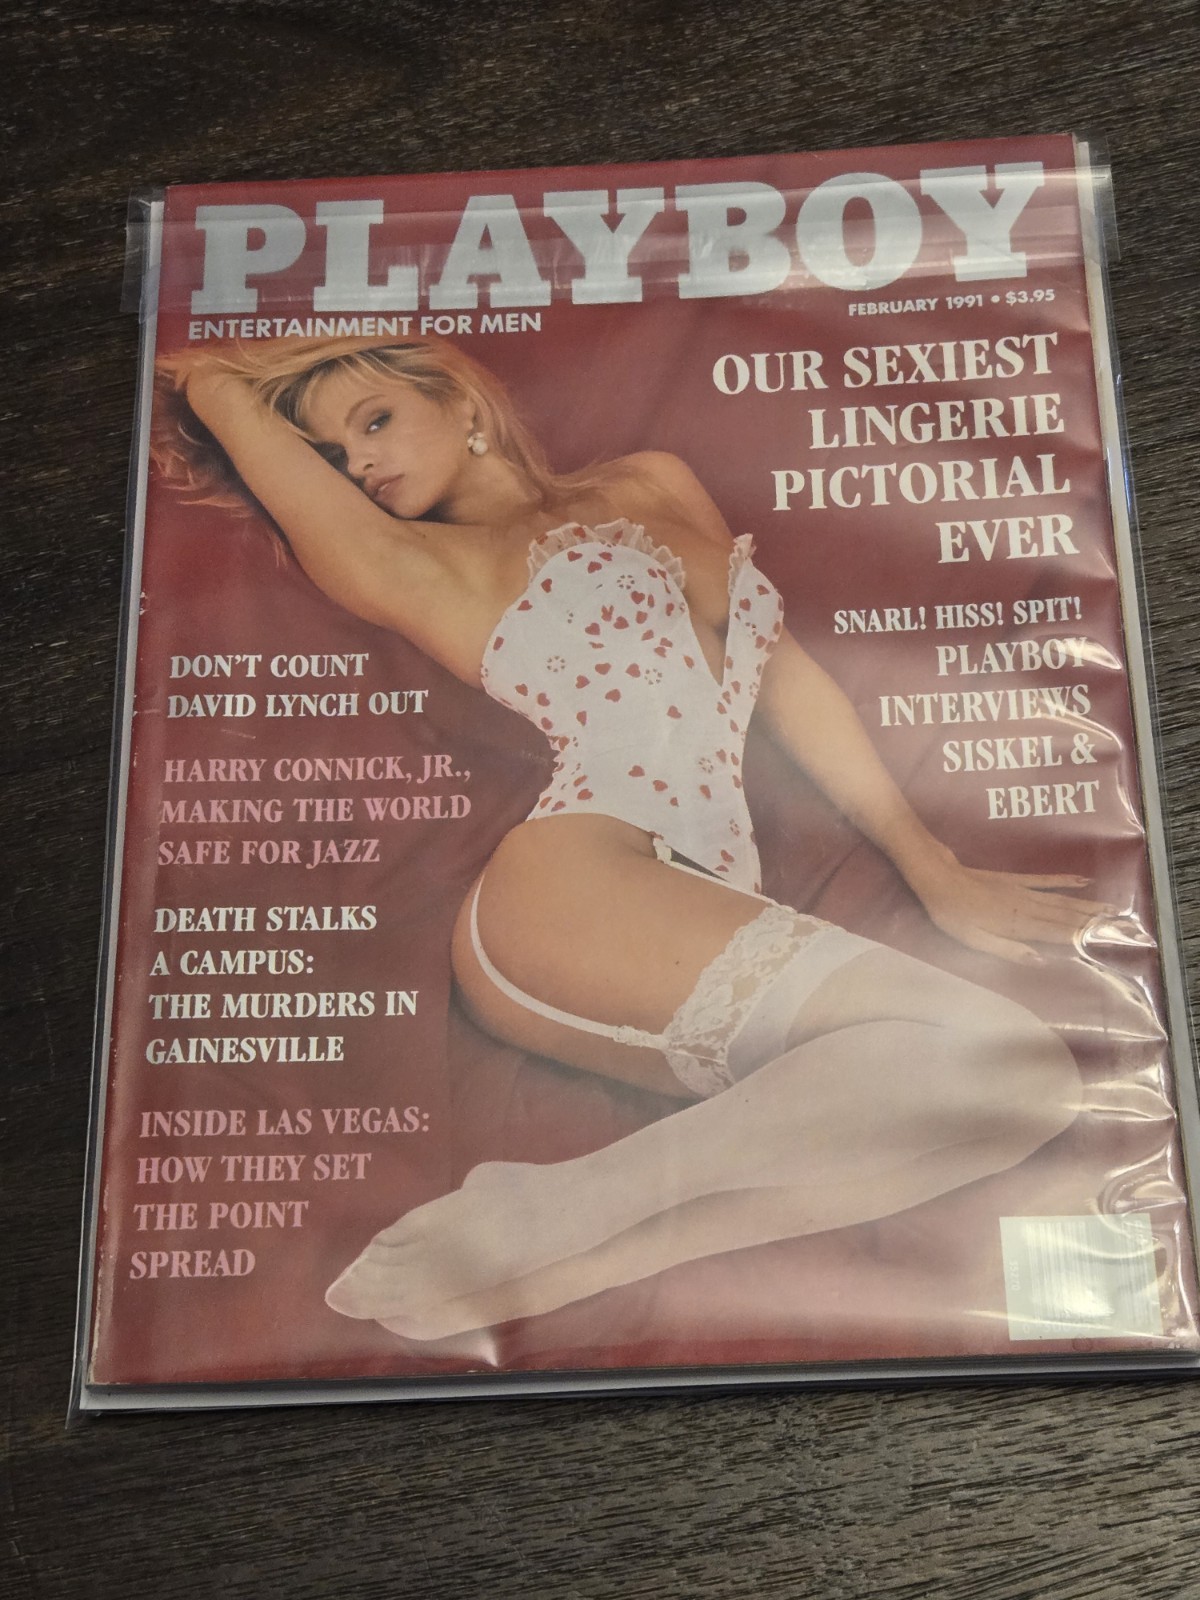 PLAYBOY
ENTERTAINMENT FOR MEN
FEBRUARY 1991 • $3.95
OUR SEXIEST
LINGERIE
PICTORIAL
EVER
SNARL! HISS! SPIT!
PLAYBOY
INTERVIEWS
SISKEL &
EBERT
DON'T COUNT
DAVID LYNCH OUT
HARRY CONNICK, JR.,
MAKING THE WORLD
SAFE FOR JAZZ
DEATH STALKS
A CAMPUS:
THE MURDERS IN
GAINESVILLE
INSIDE LAS VEGAS:
HOW THEY SET
THE POINT
SPREAD